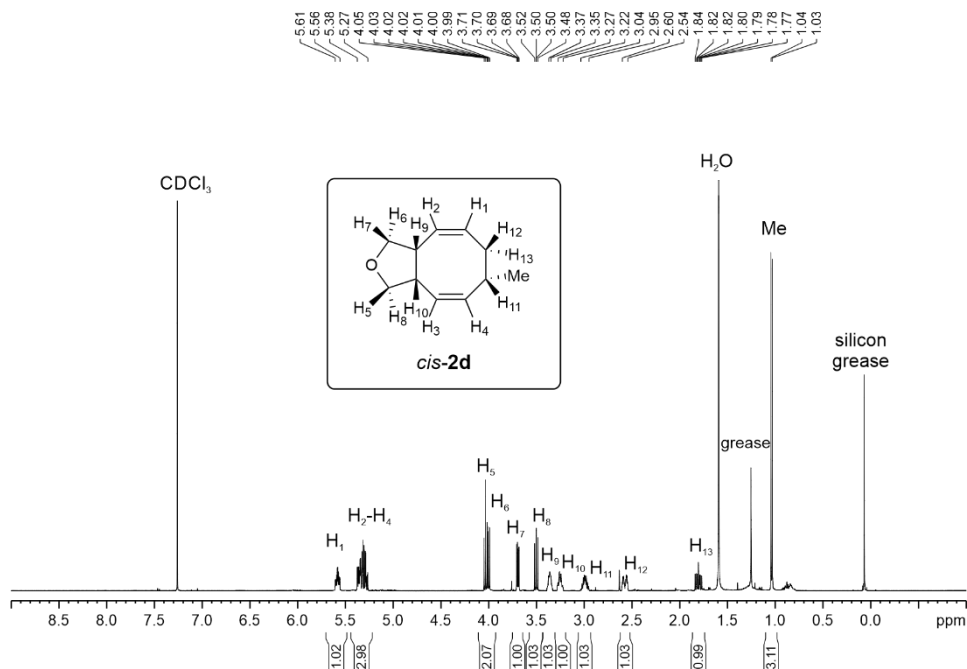 5.61 5.56 5.38 5.27 4.05 4.03 4.02 4.02 4.01 4.00 3.99 3.71 3.70 3.69 3.68 3.52 3.50 3.50 3.48 3.37 3.35 3.27 3.22 3.04 2.95 2.60 2.54 1.84 1.82 1.82 1.80 1.79 1.78 1.77 1.04 1.03
CDCl₃
H₂O
Me
silicon
grease
grease
H₂ H₁
H₇ H₆ H₉ H₁₂
H₁₃
O Me
H₅ H₈ H₁₀ H₃ H₄ H₁₁
cis-2d
H₁
H₂-H₄
H₅
H₆
H₇
H₈
H₉
H₁₀
H₁₁
H₁₂
H₁₃
8.5 8.0 7.5 7.0 6.5 6.0 5.5 5.0 4.5 4.0 3.5 3.0 2.5 2.0 1.5 1.0 0.5 0.0 ppm
1.02 2.98 2.07 1.00 1.03 1.03 1.00 1.03 1.03 0.99 3.11